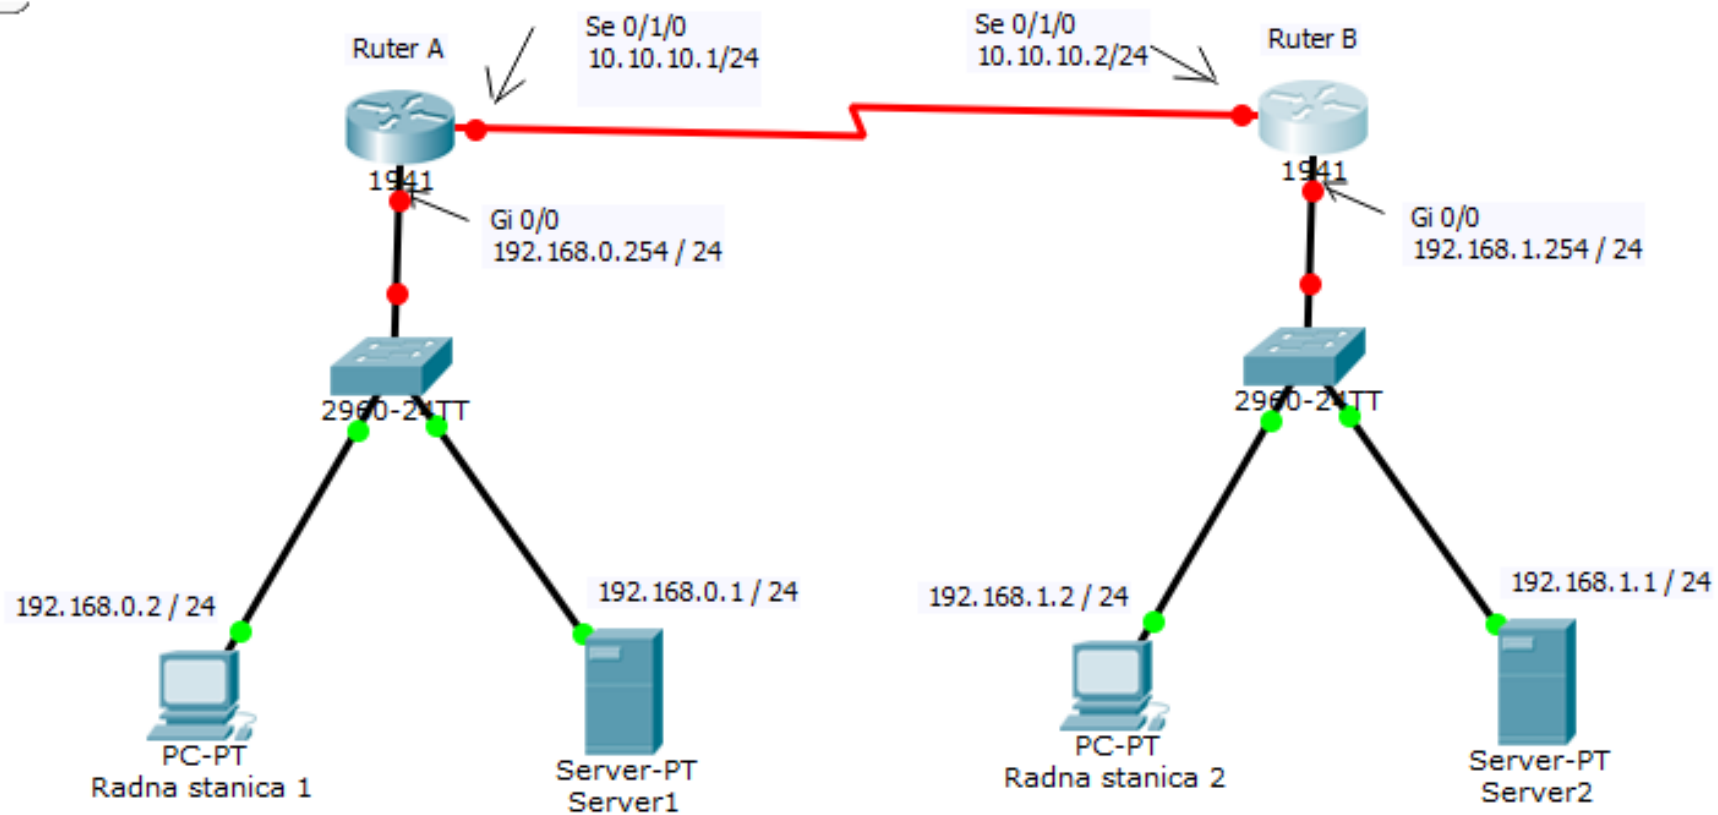 Ruter A
Se 0/1/0
10.10.10.1/24
Se 0/1/0
10.10.10.2/24
Ruter B
1941
1941
Gi 0/0
192.168.0.254 / 24
Gi 0/0
192.168.1.254 / 24
2960-24TT
2960-24TT
192.168.0.2 / 24
192.168.0.1 / 24
192.168.1.2 / 24
192.168.1.1 / 24
PC-PT
Radna stanica 1
Server-PT
Server1
PC-PT
Radna stanica 2
Server-PT
Server2